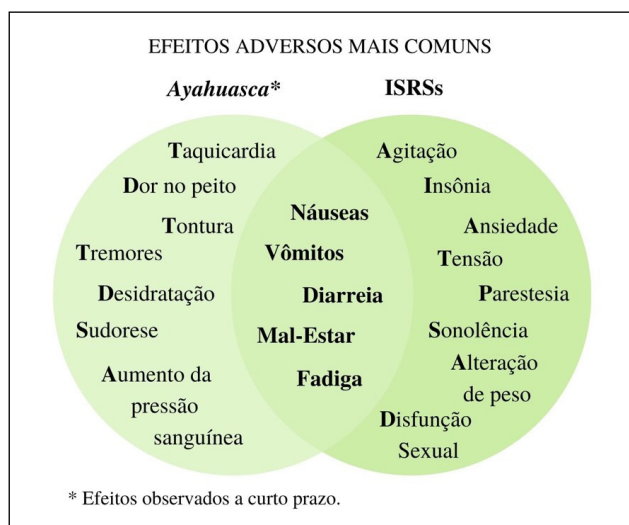 EFEITOS ADVERSOS MAIS COMUNS
Ayahuasca*
ISRSs
Taquicardia
Dor no peito
Tontura
Tremores
Desidratação
Sudorese
Aumento da
pressão
sanguínea
Náuseas
Vômitos
Diarreia
Mal-Estar
Fadiga
Agitação
Insônia
Ansiedade
Tensão
Parestesia
Sonolência
Alteração
de peso
Disfunção
Sexual
* Efeitos observados a curto prazo.